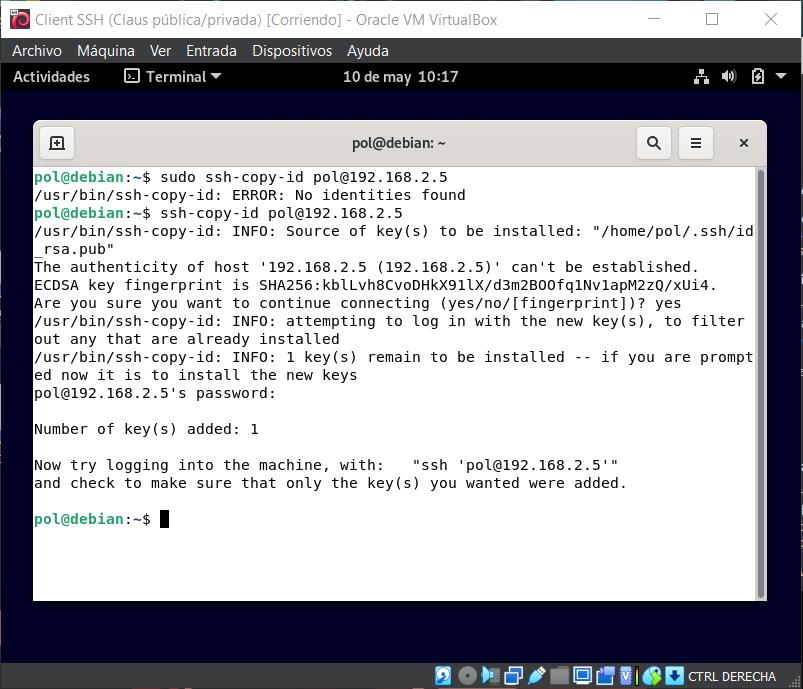 Client SSH (Claus pública/privada) [Corriendo] - Oracle VM VirtualBox
Archivo Máquina Ver Entrada Dispositivos Ayuda
Actividades Terminal 10 de may 10:17
pol@debian: ~
pol@debian:~$ sudo ssh-copy-id pol@192.168.2.5
/usr/bin/ssh-copy-id: ERROR: No identities found
pol@debian:~$ ssh-copy-id pol@192.168.2.5
/usr/bin/ssh-copy-id: INFO: Source of key(s) to be installed: "/home/pol/.ssh/id
_rsa.pub"
The authenticity of host '192.168.2.5 (192.168.2.5)' can't be established.
ECDSA key fingerprint is SHA256:kblLvh8CvoDHkX91lX/d3m2BOOfq1Nv1apM2zQ/xUi4.
Are you sure you want to continue connecting (yes/no/[fingerprint])? yes
/usr/bin/ssh-copy-id: INFO: attempting to log in with the new key(s), to filter
out any that are already installed
/usr/bin/ssh-copy-id: INFO: 1 key(s) remain to be installed -- if you are prompt
ed now it is to install the new keys
pol@192.168.2.5's password:
Number of key(s) added: 1
Now try logging into the machine, with:   "ssh 'pol@192.168.2.5'"
and check to make sure that only the key(s) you wanted were added.
pol@debian:~$
CTRL DERECHA